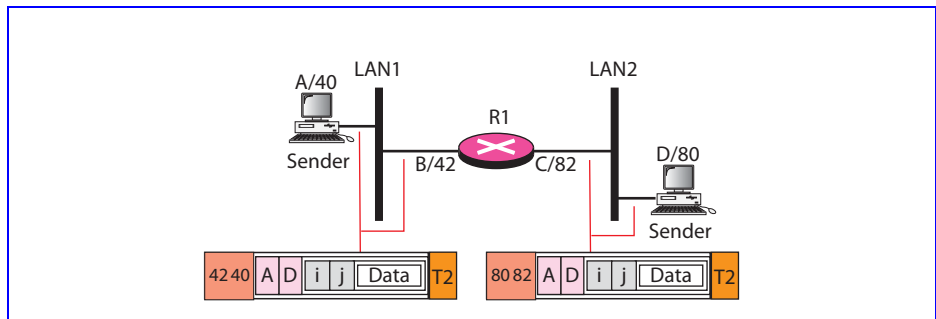 LAN1
LAN2
A/40
R1
Sender
B/42
C/82
D/80
Sender
42 40 A D i j Data T2
80 82 A D i j Data T2